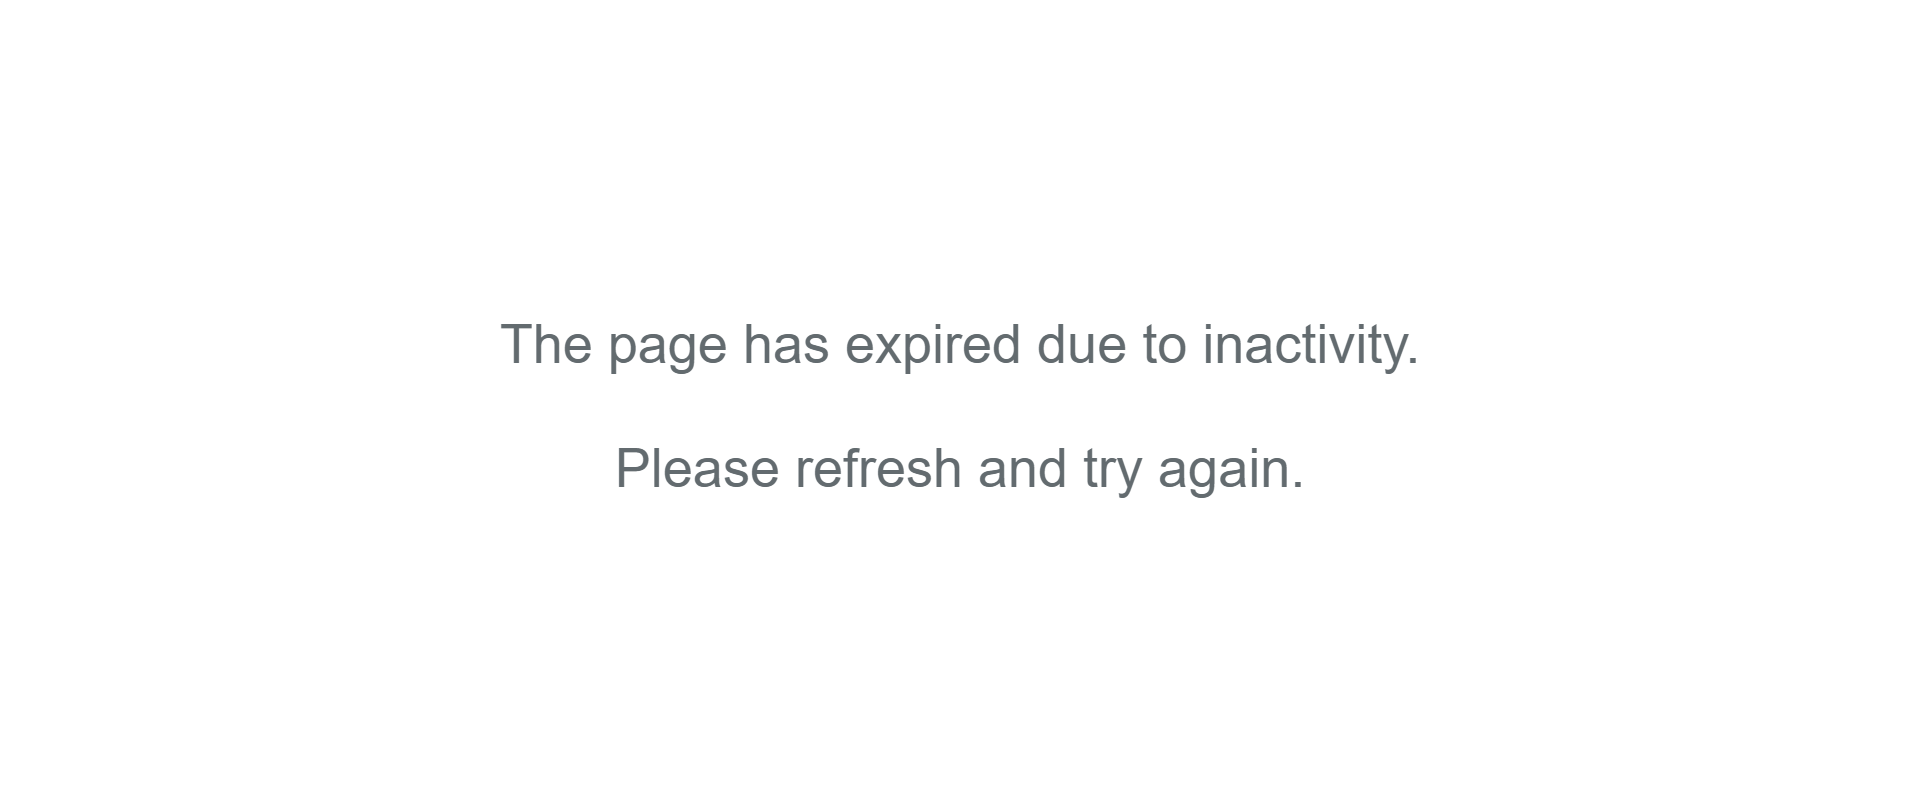 The page has expired due to inactivity.
Please refresh and try again.